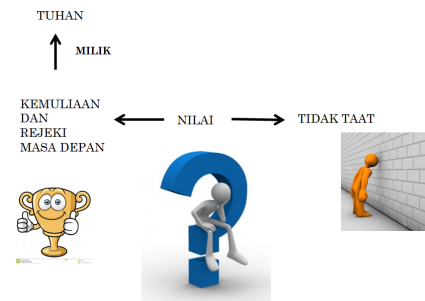 TUHAN
MILIK
KEMULIAAN
DAN
REJEKI
MASA DEPAN
NILAI
TIDAK TAAT